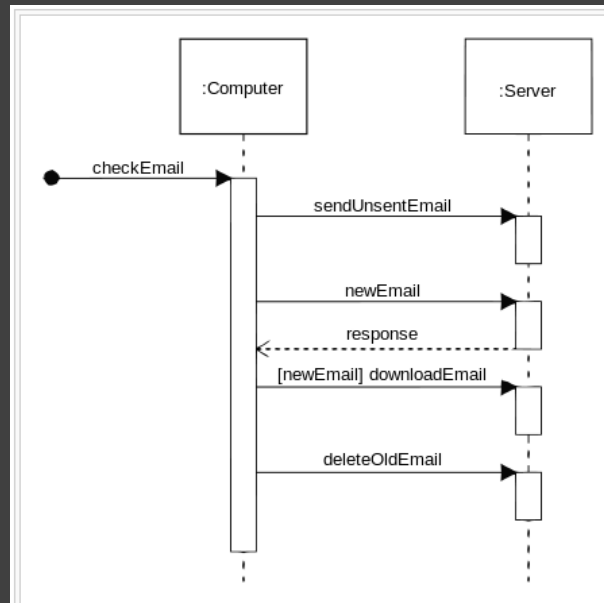 :Computer
:Server
checkEmail
sendUnsentEmail
newEmail
response
[newEmail] downloadEmail
deleteOldEmail